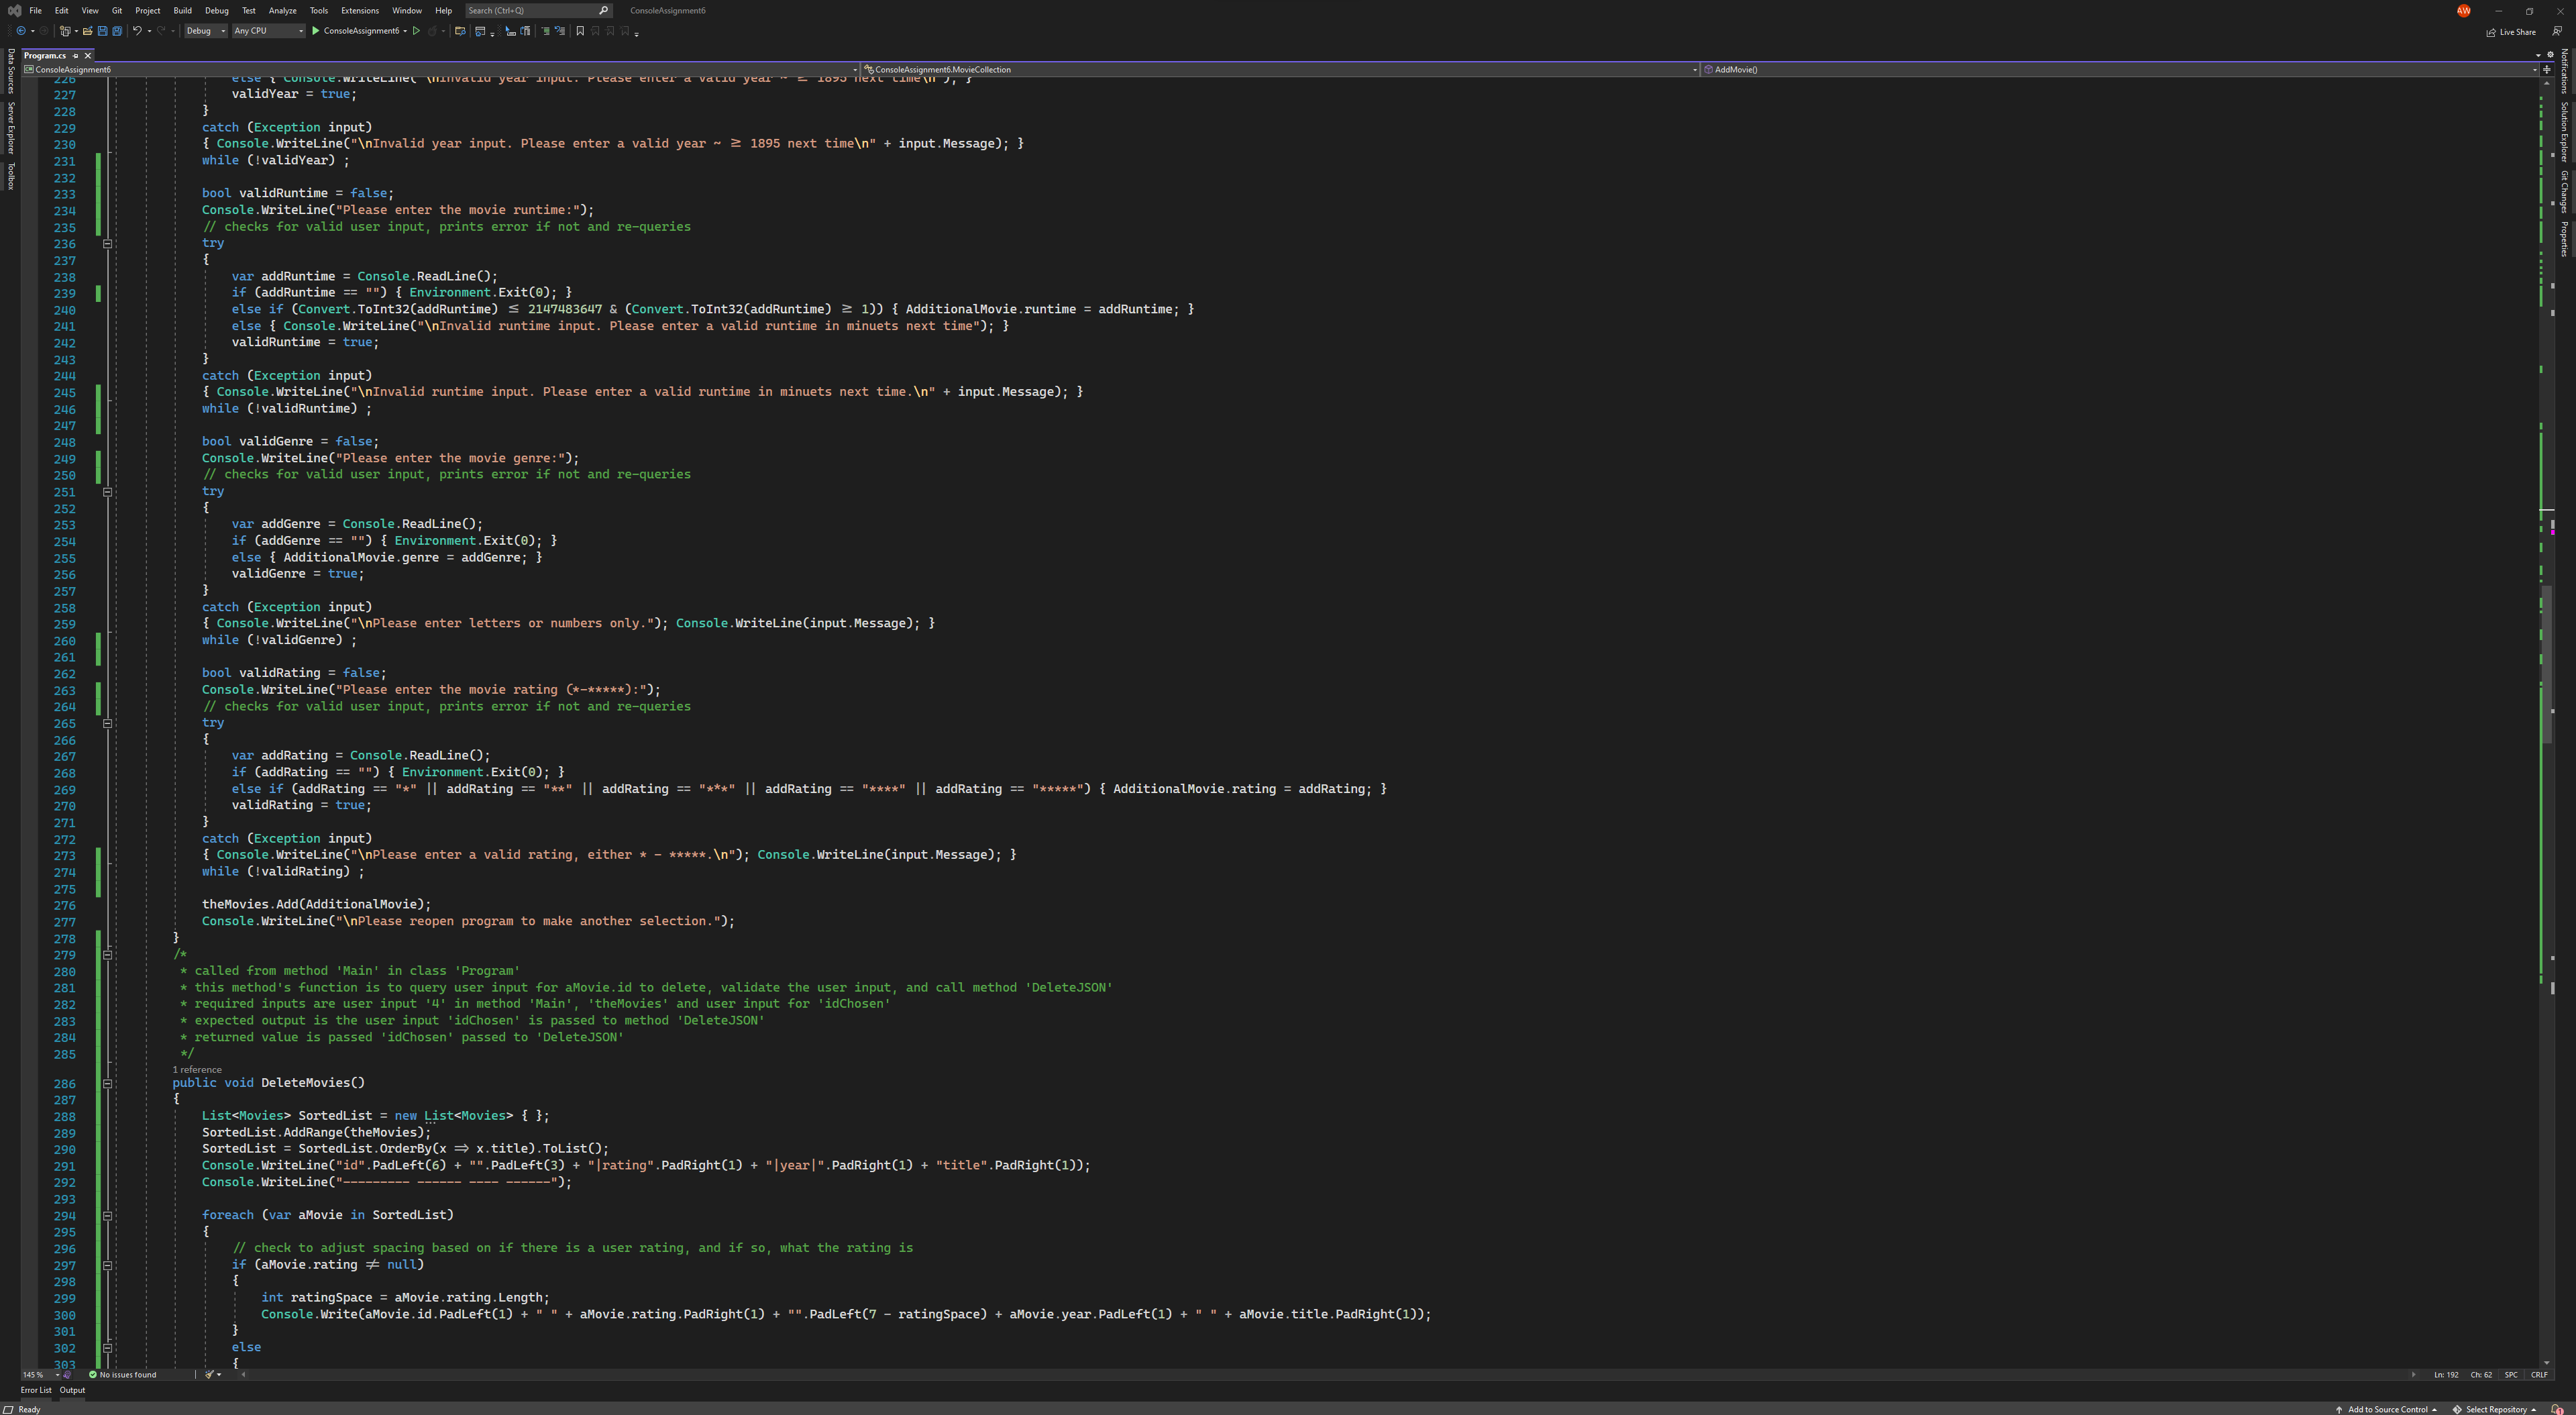 File Edit View Git Project Build Debug Test Analyze Tools Extensions Window Help Search (Ctrl+Q) ConsoleAssignment6 AW
Debug Any CPU ConsoleAssignment6 Live Share
Program.cs
ConsoleAssignment6 ConsoleAssignment6.MovieCollection AddMovie()
Data Sources
Server Explorer
Toolbox
Notifications
Solution Explorer
Git Changes
Properties
226 else { Console.WriteLine("\nInvalid year input. Please enter a valid year ~ ≥ 1895 next time\n"); }
227 validYear = true;
228 }
229 catch (Exception input)
230 { Console.WriteLine("\nInvalid year input. Please enter a valid year ~ ≥ 1895 next time\n" + input.Message); }
231 while (!validYear) ;
232
233 bool validRuntime = false;
234 Console.WriteLine("Please enter the movie runtime:");
235 // checks for valid user input, prints error if not and re-queries
236 try
237 {
238 var addRuntime = Console.ReadLine();
239 if (addRuntime == "") { Environment.Exit(0); }
240 else if (Convert.ToInt32(addRuntime) ≤ 2147483647 & (Convert.ToInt32(addRuntime) ≥ 1)) { AdditionalMovie.runtime = addRuntime; }
241 else { Console.WriteLine("\nInvalid runtime input. Please enter a valid runtime in minuets next time"); }
242 validRuntime = true;
243 }
244 catch (Exception input)
245 { Console.WriteLine("\nInvalid runtime input. Please enter a valid runtime in minuets next time.\n" + input.Message); }
246 while (!validRuntime) ;
247
248 bool validGenre = false;
249 Console.WriteLine("Please enter the movie genre:");
250 // checks for valid user input, prints error if not and re-queries
251 try
252 {
253 var addGenre = Console.ReadLine();
254 if (addGenre == "") { Environment.Exit(0); }
255 else { AdditionalMovie.genre = addGenre; }
256 validGenre = true;
257 }
258 catch (Exception input)
259 { Console.WriteLine("\nPlease enter letters or numbers only."); Console.WriteLine(input.Message); }
260 while (!validGenre) ;
261
262 bool validRating = false;
263 Console.WriteLine("Please enter the movie rating (*-*****):");
264 // checks for valid user input, prints error if not and re-queries
265 try
266 {
267 var addRating = Console.ReadLine();
268 if (addRating == "") { Environment.Exit(0); }
269 else if (addRating == "*" || addRating == "**" || addRating == "***" || addRating == "****" || addRating == "*****") { AdditionalMovie.rating = addRating; }
270 validRating = true;
271 }
272 catch (Exception input)
273 { Console.WriteLine("\nPlease enter a valid rating, either * - *****.\n"); Console.WriteLine(input.Message); }
274 while (!validRating) ;
275
276 theMovies.Add(AdditionalMovie);
277 Console.WriteLine("\nPlease reopen program to make another selection.");
278 }
279 /*
280 * called from method 'Main' in class 'Program'
281 * this method's function is to query user input for aMovie.id to delete, validate the user input, and call method 'DeleteJSON'
282 * required inputs are user input '4' in method 'Main', 'theMovies' and user input for 'idChosen'
283 * expected output is the user input 'idChosen' is passed to method 'DeleteJSON'
284 * returned value is passed 'idChosen' passed to 'DeleteJSON'
285 */
1 reference
286 public void DeleteMovies()
287 {
288 List<Movies> SortedList = new List<Movies> { };
289 SortedList.AddRange(theMovies);
290 SortedList = SortedList.OrderBy(x => x.title).ToList();
291 Console.WriteLine("id".PadLeft(6) + "".PadLeft(3) + "|rating".PadRight(1) + "|year|".PadRight(1) + "title".PadRight(1));
292 Console.WriteLine("--------- ------ ---- ------");
293
294 foreach (var aMovie in SortedList)
295 {
296 // check to adjust spacing based on if there is a user rating, and if so, what the rating is
297 if (aMovie.rating ≠ null)
298 {
299 int ratingSpace = aMovie.rating.Length;
300 Console.Write(aMovie.id.PadLeft(1) + " " + aMovie.rating.PadRight(1) + "".PadLeft(7 - ratingSpace) + aMovie.year.PadLeft(1) + " " + aMovie.title.PadRight(1));
301 }
302 else
303 {
145 % No issues found Ln: 192 Ch: 62 SPC CRLF
Error List Output
Ready Add to Source Control Select Repository 1